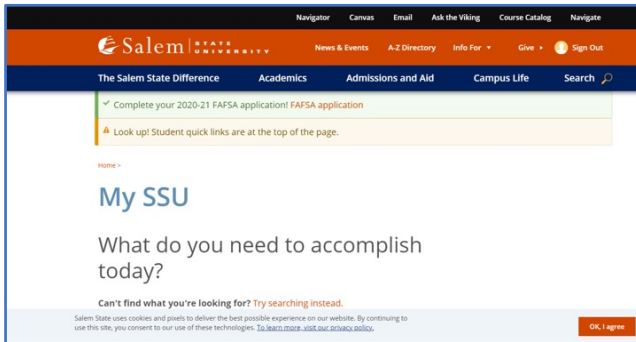 Navigator Canvas Email Ask the Viking Course Catalog Navigate
Salem STATE UNIVERSITY
News & Events A-Z Directory Info For Give Sign Out
The Salem State Difference Academics Admissions and Aid Campus Life Search
Complete your 2020-21 FAFSA application! FAFSA application
Look up! Student quick links are at the top of the page.
Home >
My SSU
What do you need to accomplish
today?
Can't find what you're looking for? Try searching instead.
Salem State uses cookies and pixels to deliver the best possible experience on our website. By continuing to
use this site, you consent to our use of these technologies. To learn more, visit our privacy policy.
OK, I agree